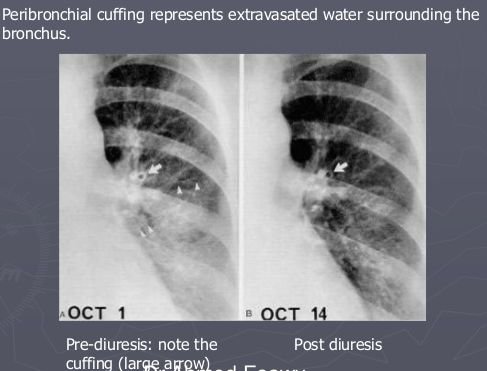 Peribronchial cuffing represents extravasated water surrounding the
bronchus.
A OCT 1
B OCT 14
Pre-diuresis: note the
cuffing (large arrow)
Post diuresis